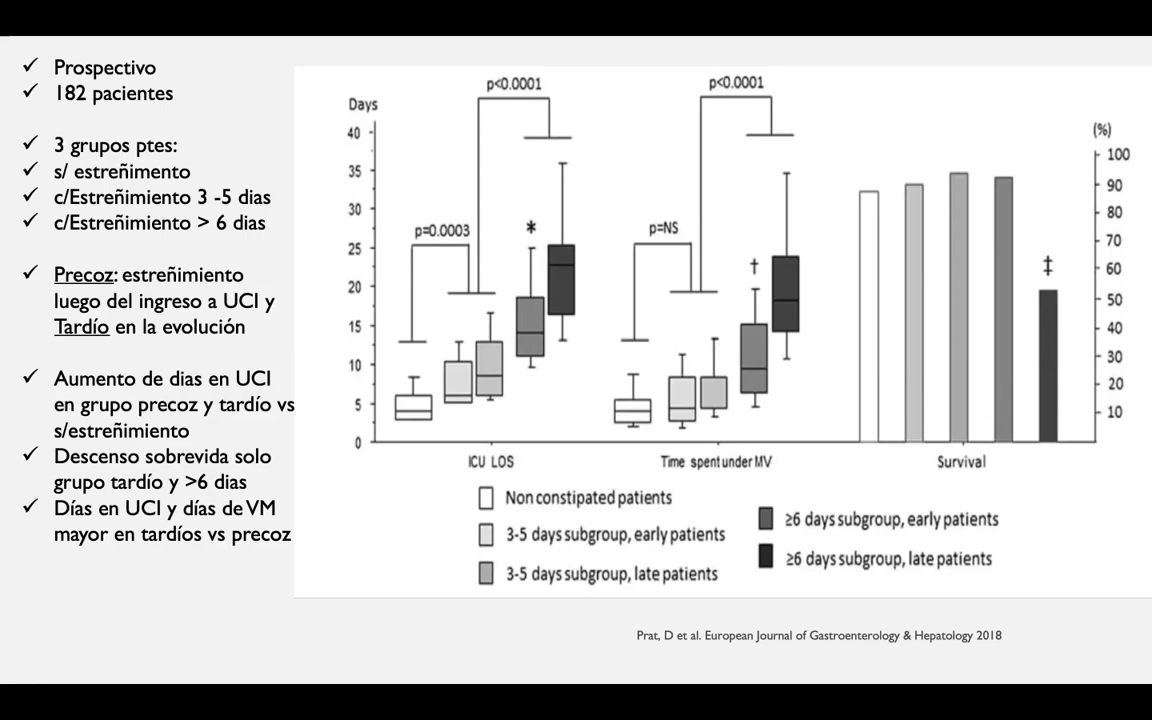 Prospectivo
182 pacientes
3 grupos ptes:
s/ estreñimento
c/Estreñimiento 3 -5 dias
c/Estreñimiento > 6 dias
Precoz: estreñimiento
luego del ingreso a UCI y
Tardío en la evolución
Aumento de dias en UCI
en grupo precoz y tardío vs
s/estreñimiento
Descenso sobrevida solo
grupo tardío y >6 dias
Días en UCI y días de VM
mayor en tardíos vs precoz
Days
40
35
30
25
20
15
10
5
0
p=0.0003
p<0.0001
*
p=NS
p<0.0001
†
‡
(%)
100
90
80
70
60
50
40
30
20
10
ICU LOS
Time spent under MV
Survival
Non constipated patients
3-5 days subgroup, early patients
3-5 days subgroup, late patients
≥6 days subgroup, early patients
≥6 days subgroup, late patients
Prat, D et al. European Journal of Gastroenterology & Hepatology 2018